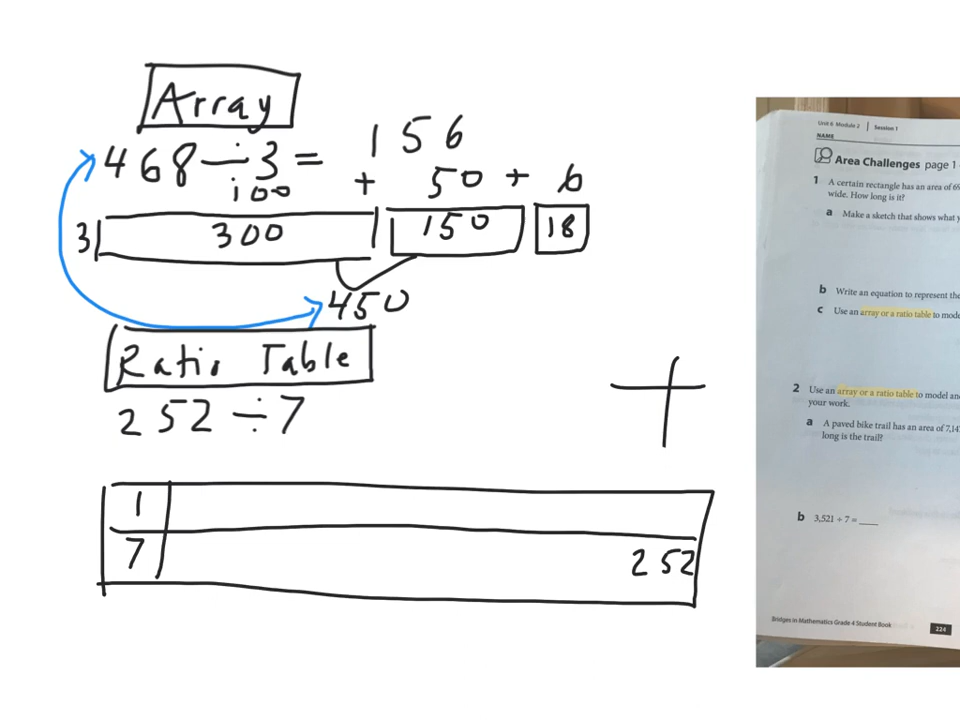 Array
468 ÷ 3 = 156
100 + 50 + 6
3 300 150 18
450
Ratio Table
252 ÷ 7
1
7 252
Unit 6 Module 2 | Session 1
NAME
Area Challenges page 1
1 A certain rectangle has an area of
wide. How long is it?
a Make a sketch that shows what
b Write an equation to represent the
c Use an array or a ratio table to
2 Use an array or a ratio table to model
your work.
a A paved bike trail has an area of 7,14
long is the trail?
b 3,521 ÷ 7 = ____
Bridges in Mathematics Grade 4 Student Book
224